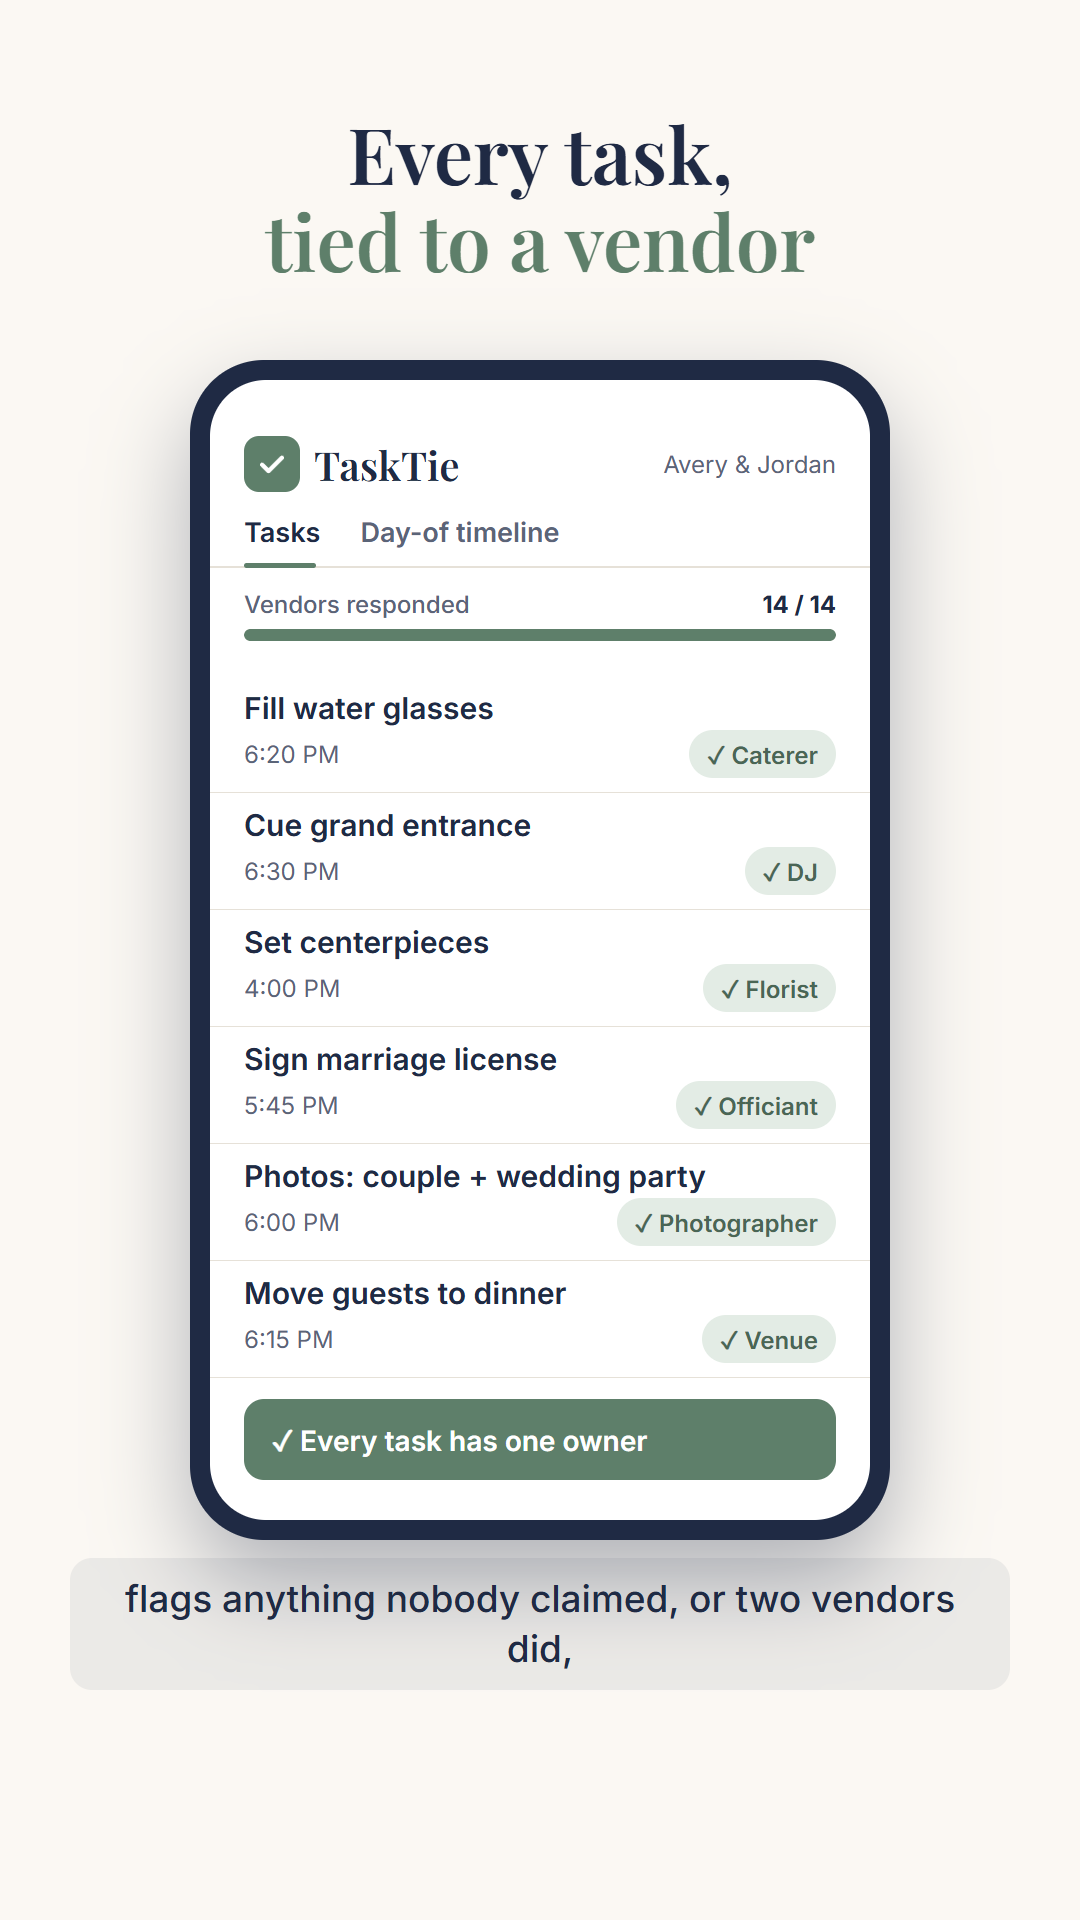 Every task,
tied to a vendor
TaskTie
Avery & Jordan
Tasks
Day-of timeline
Vendors responded
14 / 14
Fill water glasses
6:20 PM
✓ Caterer
Cue grand entrance
6:30 PM
✓ DJ
Set centerpieces
4:00 PM
✓ Florist
Sign marriage license
5:45 PM
✓ Officiant
Photos: couple + wedding party
6:00 PM
✓ Photographer
Move guests to dinner
6:15 PM
✓ Venue
✓ Every task has one owner
flags anything nobody claimed, or two vendors
did,